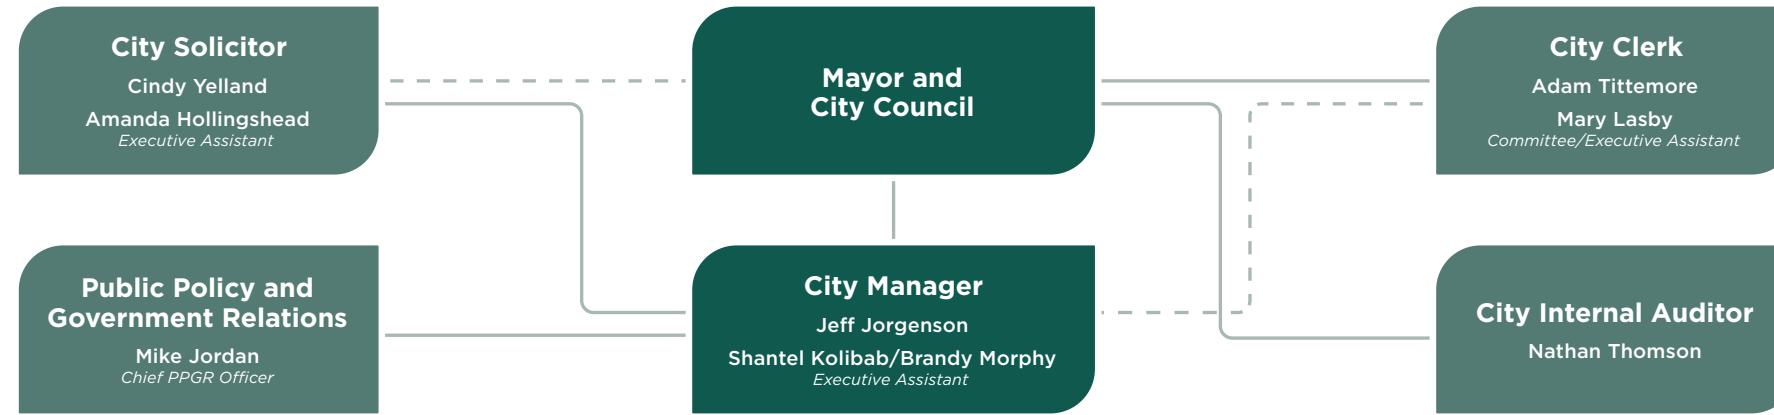 City Solicitor
Cindy Yelland
Amanda Hollingshead
Executive Assistant
Mayor and
City Council
City Clerk
Adam Tittemore
Mary Lasby
Committee/Executive Assistant
Public Policy and
Government Relations
Mike Jordan
Chief PPGR Officer
City Manager
Jeff Jorgenson
Shantel Kolibab/Brandy Morphy
Executive Assistant
City Internal Auditor
Nathan Thomson